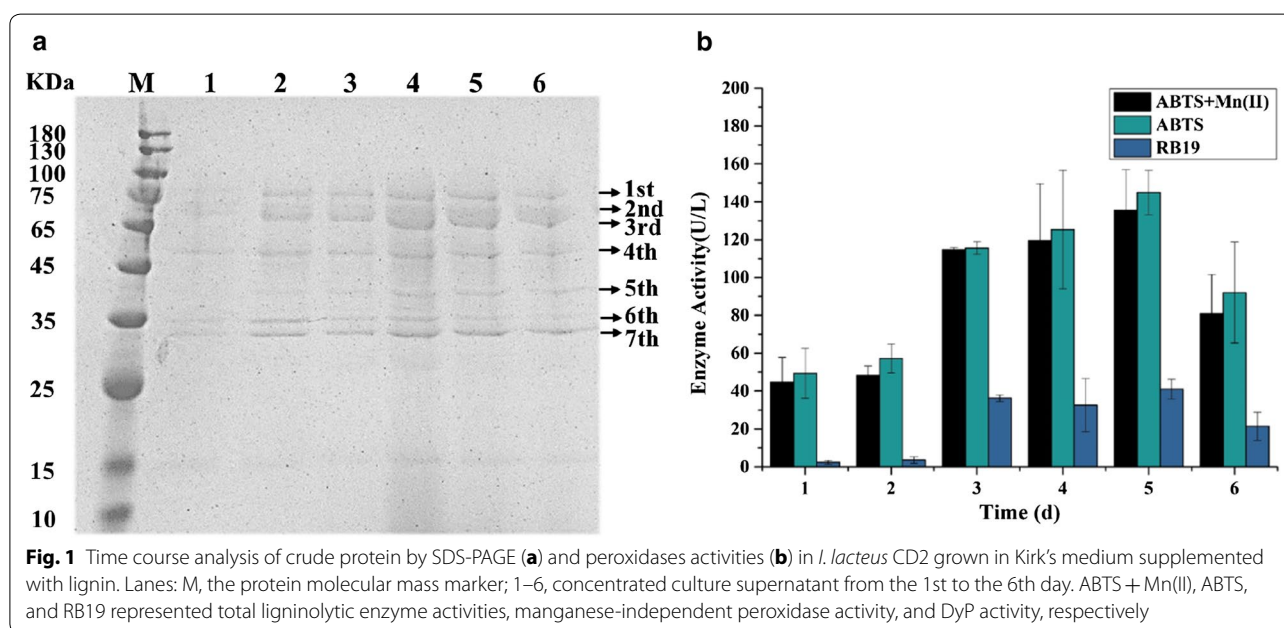 a
KDa M 1 2 3 4 5 6
180
130
100
75
65
45
35
25
15
10
1st
2nd
3rd
4th
5th
6th
7th
b
ABTS+Mn(II)
ABTS
RB19
Enzyme Activity(U/L)
200
180
160
140
120
100
80
60
40
20
0
1 2 3 4 5 6
Time (d)
Fig. 1 Time course analysis of crude protein by SDS-PAGE (a) and peroxidases activities (b) in I. lacteus CD2 grown in Kirk's medium supplemented
with lignin. Lanes: M, the protein molecular mass marker; 1–6, concentrated culture supernatant from the 1st to the 6th day. ABTS + Mn(II), ABTS,
and RB19 represented total ligninolytic enzyme activities, manganese-independent peroxidase activity, and DyP activity, respectively